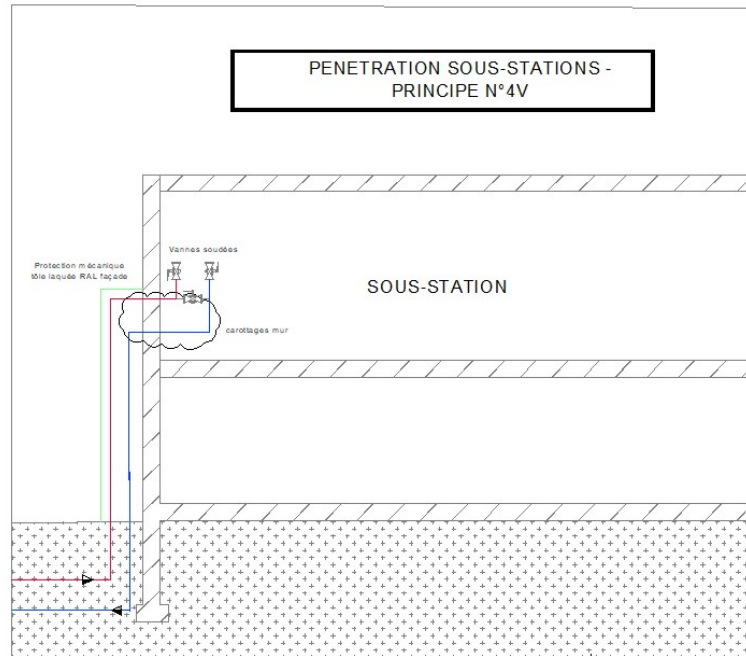 PENETRATION SOUS-STATIONS -
PRINCIPE N°4V
Vannes soudées
Protection mécanique
tôle laquée RAL façade
SOUS-STATION
carottages mur